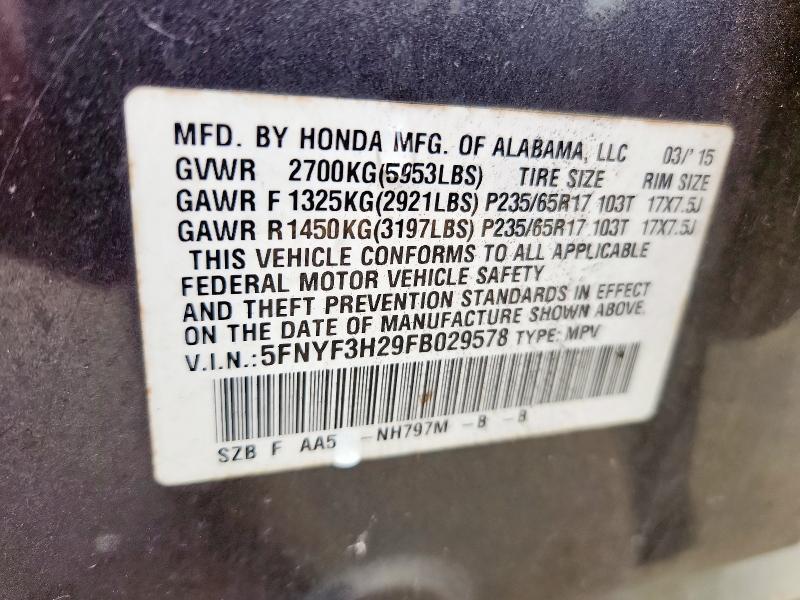 MFD. BY HONDA MFG. OF ALABAMA, LLC 03/'15
GVWR 2700KG(5953LBS) TIRE SIZE RIM SIZE
GAWR F 1325KG(2921LBS) P235/65R17 103T 17X7.5J
GAWR R 1450KG(3197LBS) P235/65R17 103T 17X7.5J
THIS VEHICLE CONFORMS TO ALL APPLICABLE
FEDERAL MOTOR VEHICLE SAFETY
AND THEFT PREVENTION STANDARDS IN EFFECT
ON THE DATE OF MANUFACTURE SHOWN ABOVE.
V.I.N.: 5FNYF3H29FB029578 TYPE: MPV
SZB F AA5 -NH797M -B -B